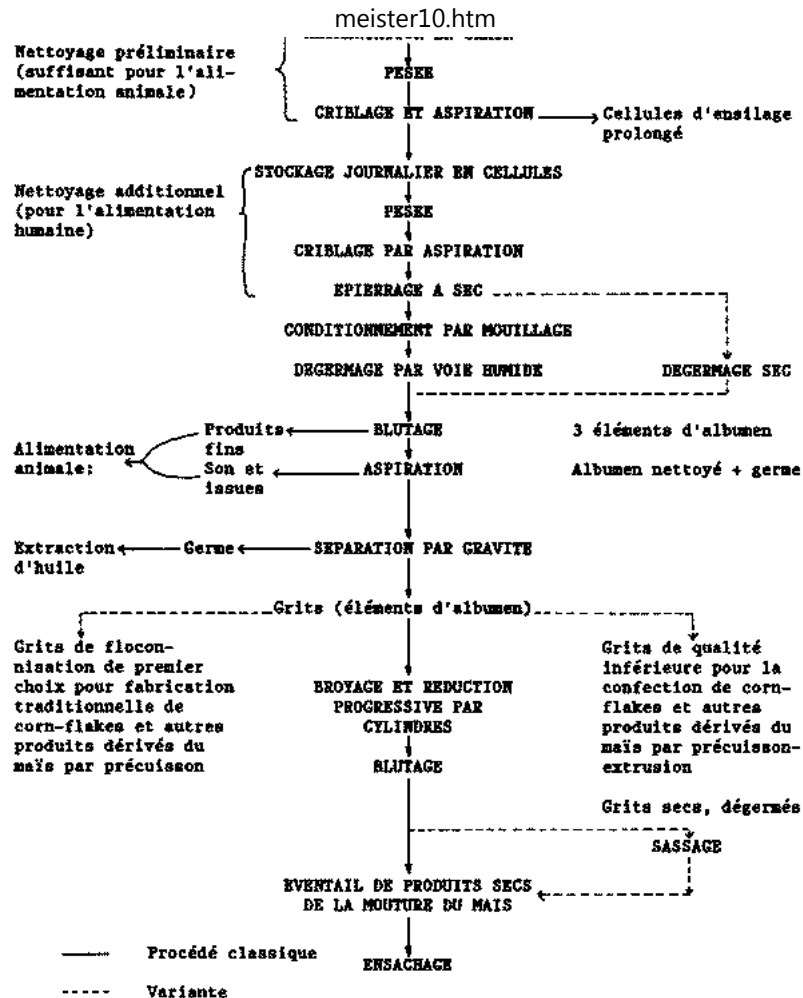 meister10.htm
Nettoyage préliminaire
(suffisant pour l'ali-
mentation animale)
PESEE
CRIBLAGE ET ASPIRATION
Cellules d'ensilage
prolongé
STOCKAGE JOURNALIER EN CELLULES
Nettoyage additionnel
(pour l'alimentation
humaine)
PESEE
CRIBLAGE PAR ASPIRATION
EPIERRAGE A SEC
CONDITIONNEMENT PAR MOUILLAGE
DEGERMAGE PAR VOIE HUMIDE
DEGERMAGE SEC
Produits
fins
BLUTAGE
3 éléments d'albumen
Alimentation
animale:
Son et
issues
ASPIRATION
Albumen nettoyé + germe
Extraction
d'huile
Germe
SEPARATION PAR GRAVITE
Grits (éléments d'albumen)
Grits de flocon-
nisation de premier
choix pour fabrication
traditionnelle de
corn-flakes et autres
produits dérivés du
maïs par précuisson
BROYAGE ET REDUCTION
PROGRESSIVE PAR
CYLINDRES
BLUTAGE
Grits de qualité
inférieure pour la
confection de corn-
flakes et autres
produits dérivés du
maïs par précuisson-
extrusion
Grits secs, dégermés
SASSAGE
EVENTAIL DE PRODUITS SECS
DE LA MOUTURE DU MAIS
Procédé classique
ENSACHAGE
Variante